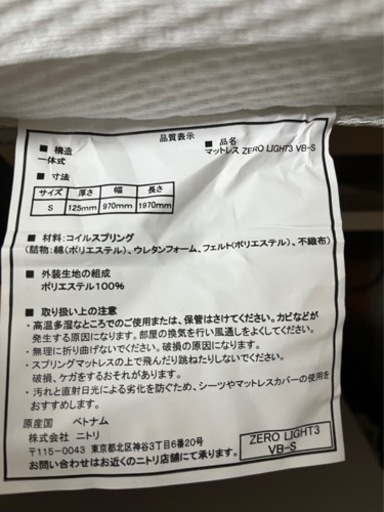 品質表示
■ 構造
一体式
■ 品名
マットレス ZERO LIGHT3 VB-S
■ 寸法
サイズ 厚さ 幅 長さ
S 125mm 970mm 1970mm
■ 材料:コイルスプリング
(詰物:綿(ポリエステル)、ウレタンフォーム、フェルト(ポリエステル)、不織布)
■ 外装生地の組成
ポリエステル100%
■ 取り扱い上の注意
・高温多湿なところでのご使用または、保管はさけてください。カビなどが
発生する原因になります。部屋の換気を行い風通しをよくしてください。
・無理に折り曲げないでください。破損の原因になります。
・スプリングマットレスの上で飛んだり跳ねたりしないでください。
破損、ケガをするおそれがあります。
・汚れと直射日光による劣化を防ぐため、シーツやマットレスカバーの使用を
おすすめします。
原産国 ベトナム
株式会社 ニトリ
〒115-0043 東京都北区神谷3丁目6番20号
お問い合わせはお近くのニトリ店舗にて承ります。
ZERO LIGHT3
VB-S